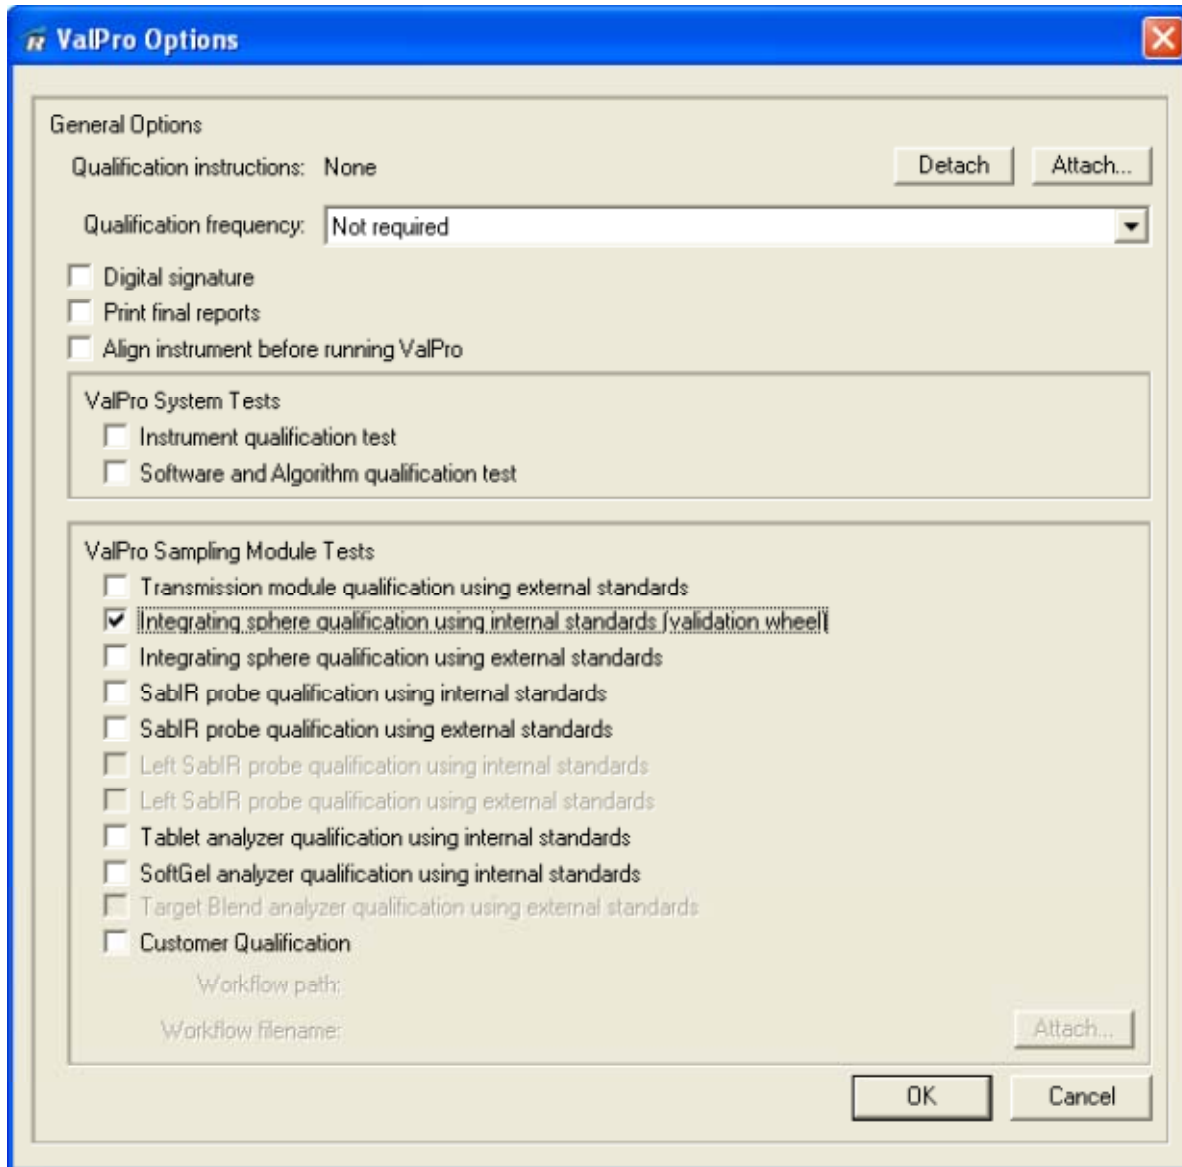 ValPro Options
General Options
Qualification instructions: None Detach Attach...
Qualification frequency: Not required
Digital signature
Print final reports
Align instrument before running ValPro
ValPro System Tests
Instrument qualification test
Software and Algorithm qualification test
ValPro Sampling Module Tests
Transmission module qualification using external standards
Integrating sphere qualification using internal standards (validation wheel)
Integrating sphere qualification using external standards
SabIR probe qualification using internal standards
SabIR probe qualification using external standards
Left SabIR probe qualification using internal standards
Left SabIR probe qualification using external standards
Tablet analyzer qualification using internal standards
SoftGel analyzer qualification using internal standards
Target Blend analyzer qualification using external standards
Customer Qualification
Workflow path:
Workflow filename: Attach...
OK Cancel